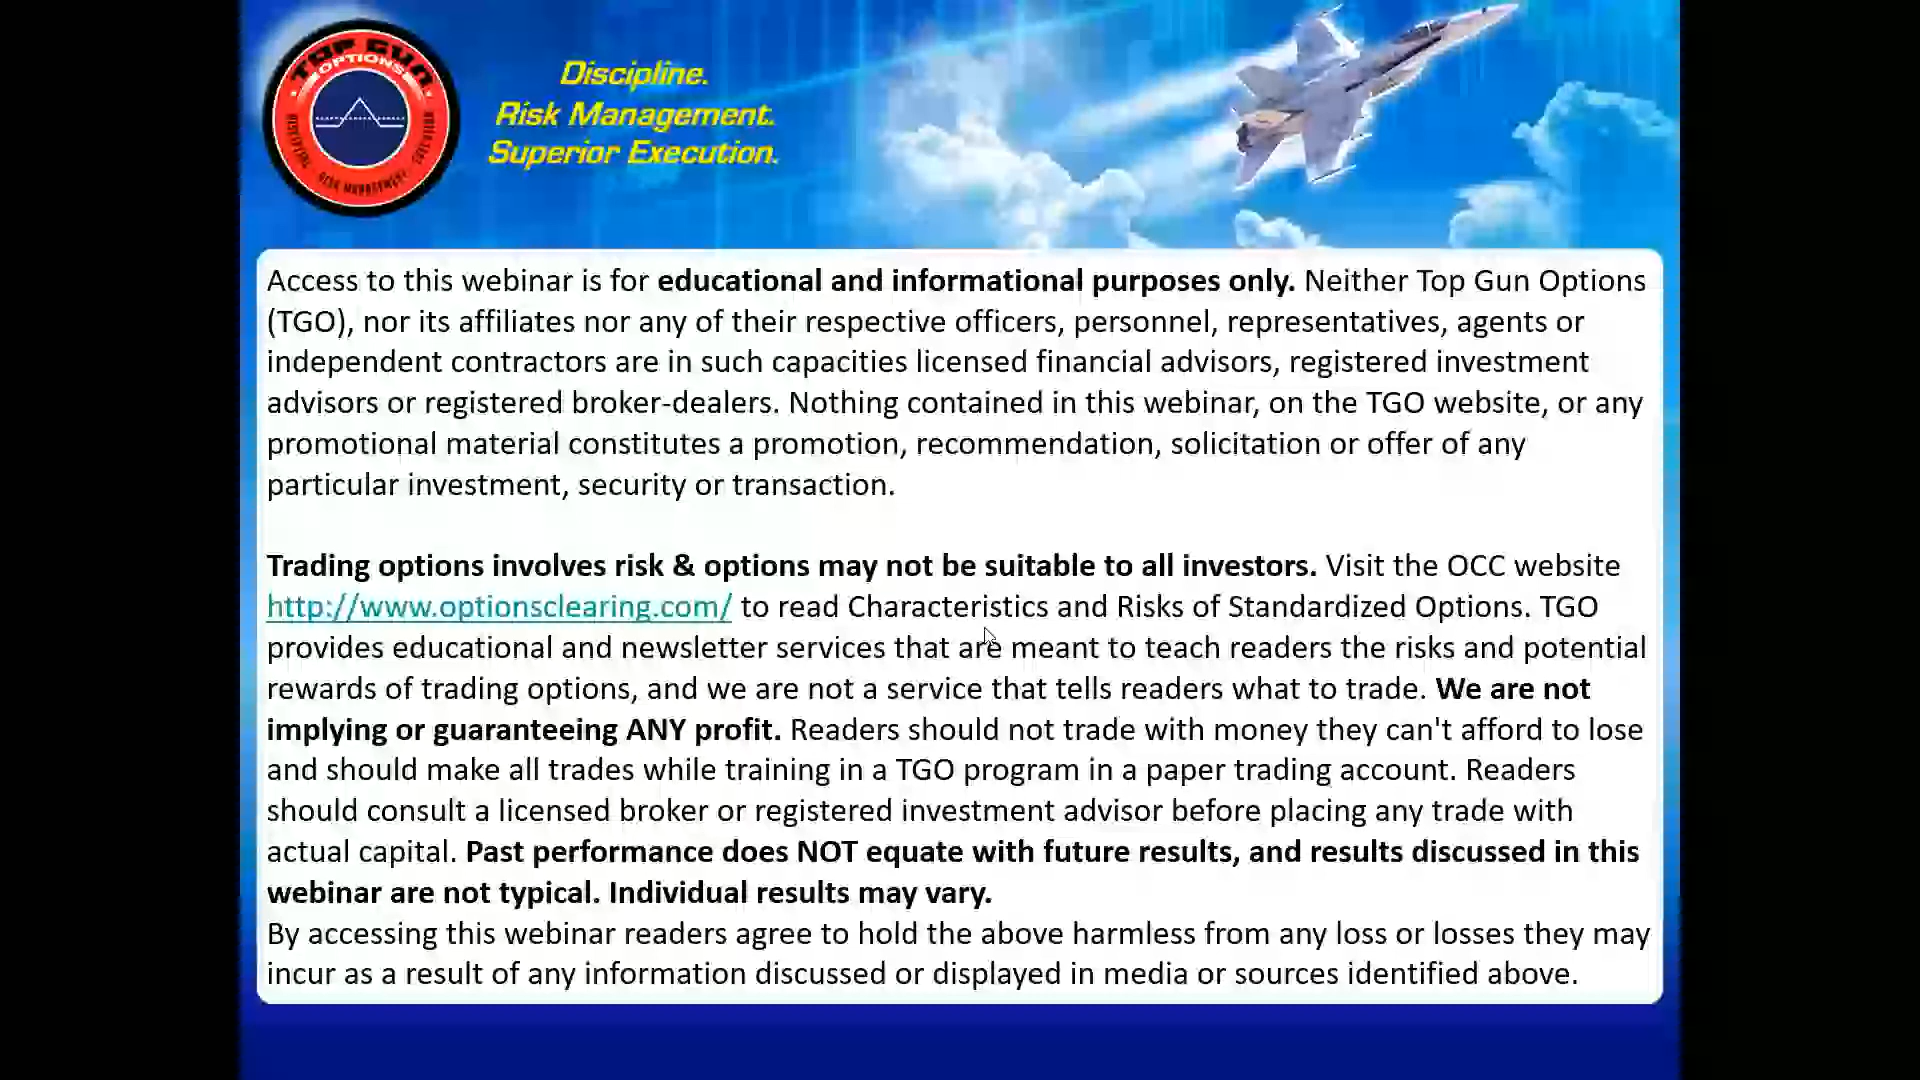 TOP GUN
OPTIONS
DISCIPLINE · RISK MANAGEMENT · EXECUTION
Discipline.
Risk Management.
Superior Execution.
Access to this webinar is for educational and informational purposes only. Neither Top Gun Options
(TGO), nor its affiliates nor any of their respective officers, personnel, representatives, agents or
independent contractors are in such capacities licensed financial advisors, registered investment
advisors or registered broker-dealers. Nothing contained in this webinar, on the TGO website, or any
promotional material constitutes a promotion, recommendation, solicitation or offer of any
particular investment, security or transaction.
Trading options involves risk & options may not be suitable to all investors. Visit the OCC website
http://www.optionsclearing.com/ to read Characteristics and Risks of Standardized Options. TGO
provides educational and newsletter services that are meant to teach readers the risks and potential
rewards of trading options, and we are not a service that tells readers what to trade. We are not
implying or guaranteeing ANY profit. Readers should not trade with money they can't afford to lose
and should make all trades while training in a TGO program in a paper trading account. Readers
should consult a licensed broker or registered investment advisor before placing any trade with
actual capital. Past performance does NOT equate with future results, and results discussed in this
webinar are not typical. Individual results may vary.
By accessing this webinar readers agree to hold the above harmless from any loss or losses they may
incur as a result of any information discussed or displayed in media or sources identified above.